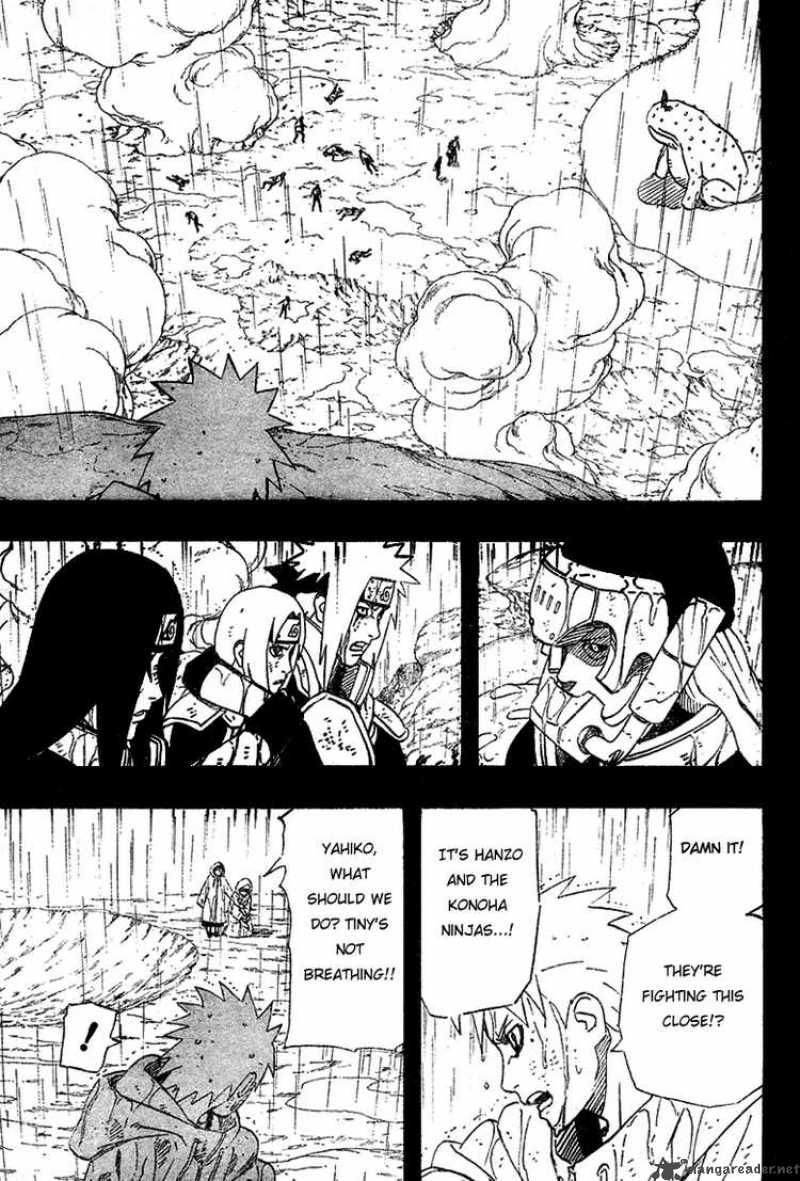 DAMN IT!
THEY'RE
FIGHTING THIS
CLOSE!?
IT'S HANZO
AND THE
KONOHA
NINJAS...!
YAHIKO,
WHAT
SHOULD WE
DO? TINY'S
NOT
BREATHING!!
!
mangareader.net